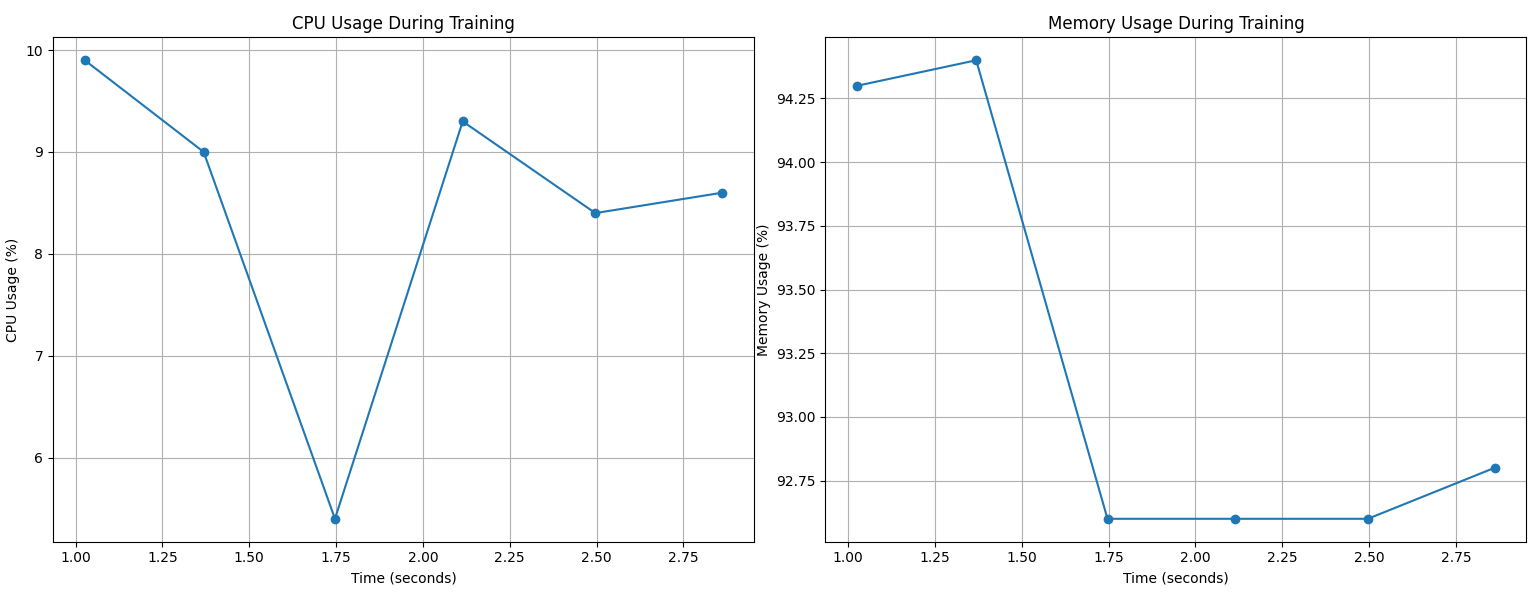 CPU Usage During Training
CPU Usage (%)
10
9
8
7
6
1.00 1.25 1.50 1.75 2.00 2.25 2.50 2.75
Time (seconds)
Memory Usage During Training
Memory Usage (%)
94.25
94.00
93.75
93.50
93.25
93.00
92.75
1.00 1.25 1.50 1.75 2.00 2.25 2.50 2.75
Time (seconds)